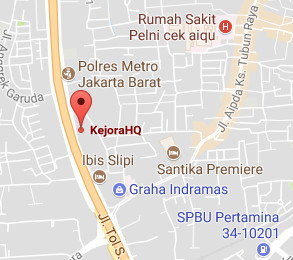 Rumah Sakit
Pelni cek aiqu
Jl. Anggrek Garuda
Polres Metro
Jakarta Barat
Jl. Aipda Ks. Tubun Raya
KejoraHQ
Ibis Slipi
Santika Premiere
Graha Indramas
Jl. Tol S.
SPBU Pertamina
34-10201